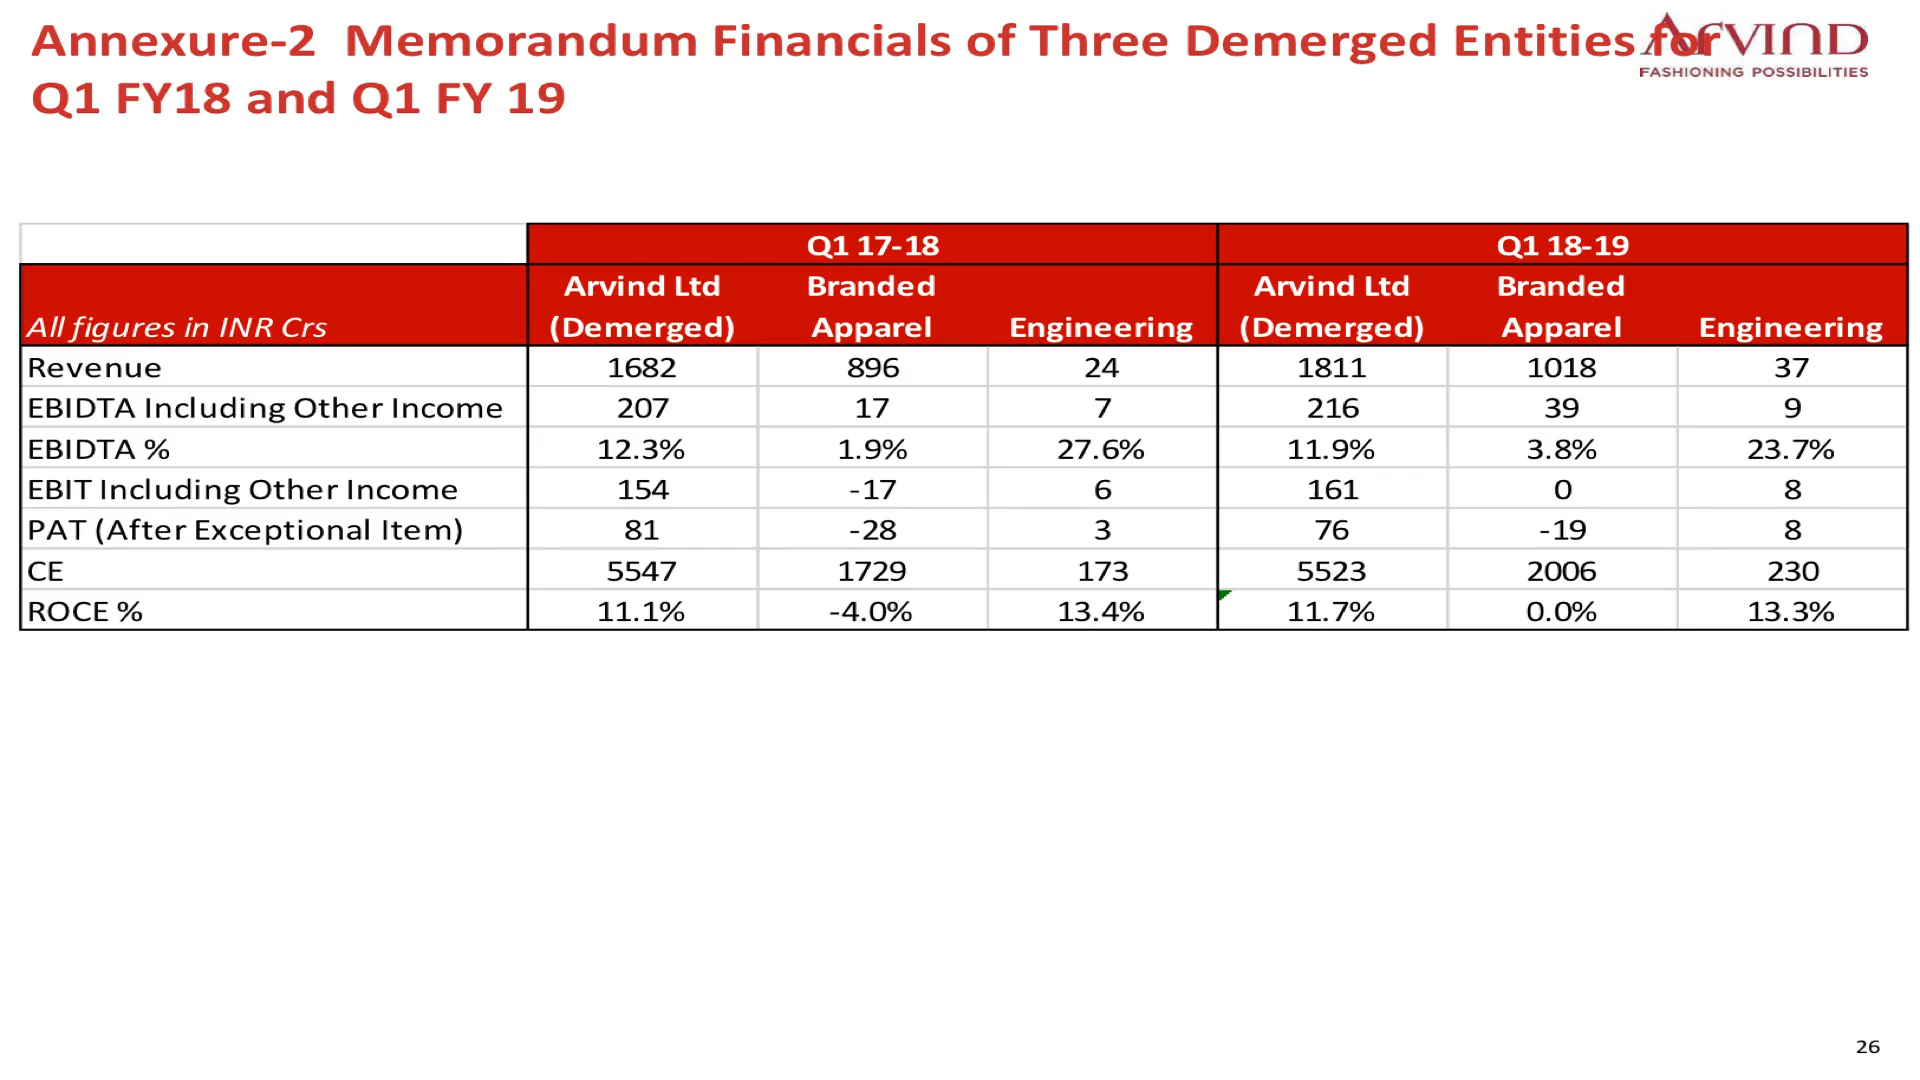 Annexure-2 Memorandum Financials of Three Demerged Entities for
Q1 FY18 and Q1 FY 19
ARVIND
FASHIONING POSSIBILITIES
Q1 17-18 Q1 18-19
All figures in INR Crs Arvind Ltd (Demerged) Branded Apparel Engineering Arvind Ltd (Demerged) Branded Apparel Engineering
Revenue 1682 896 24 1811 1018 37
EBIDTA Including Other Income 207 17 7 216 39 9
EBIDTA % 12.3% 1.9% 27.6% 11.9% 3.8% 23.7%
EBIT Including Other Income 154 -17 6 161 0 8
PAT (After Exceptional Item) 81 -28 3 76 -19 8
CE 5547 1729 173 5523 2006 230
ROCE % 11.1% -4.0% 13.4% 11.7% 0.0% 13.3%
26